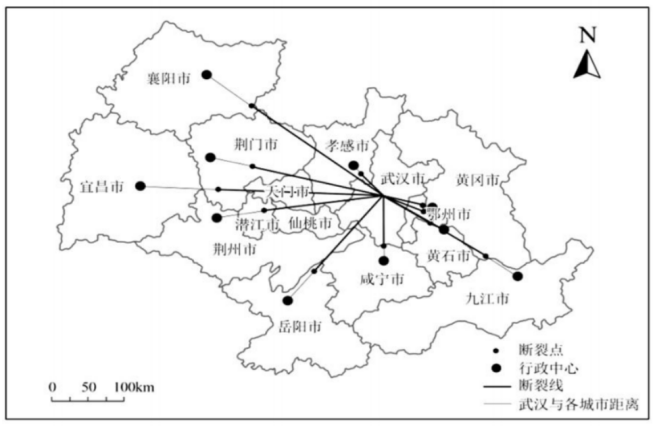 N
襄阳市
荆门市
孝感市
武汉市
黄冈市
宜昌市
天门市
鄂州市
潜江市
仙桃市
荆州市
黄石市
咸宁市
九江市
岳阳市
断裂点
行政中心
断裂线
武汉与各城市距离
0 50 100km